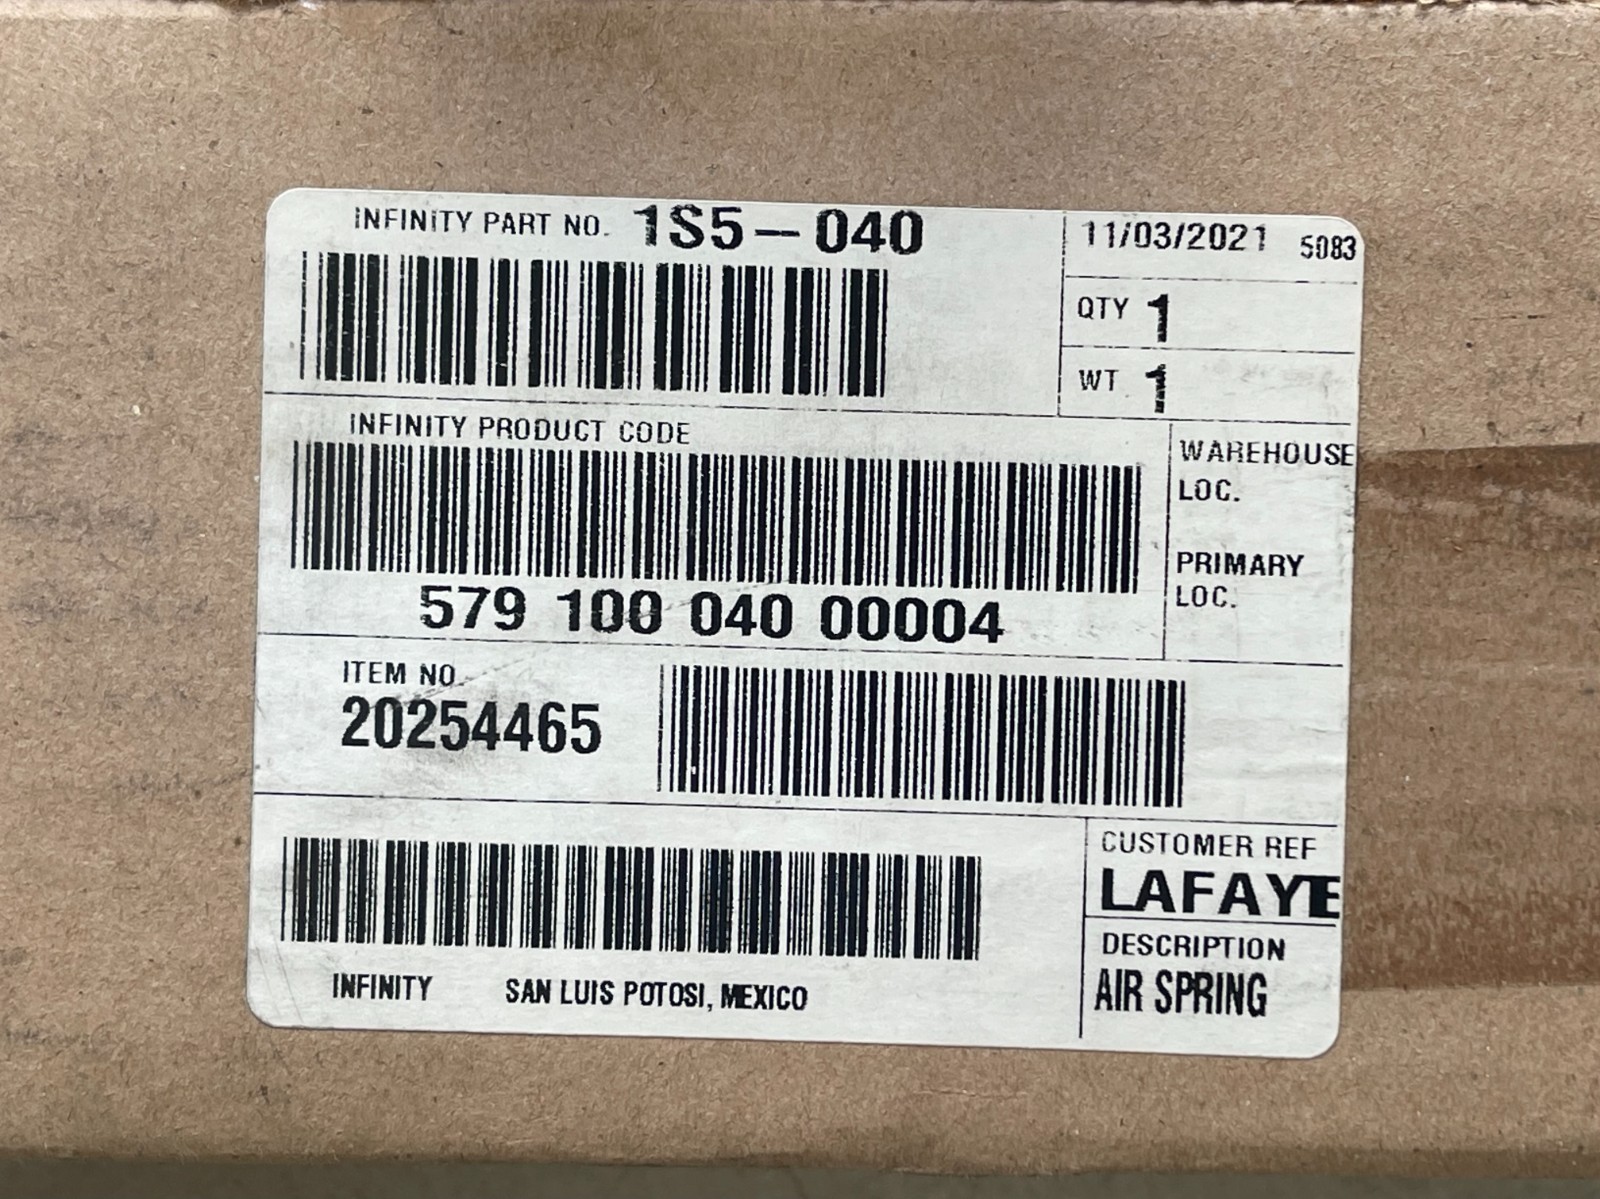 INFINITY PART NO. 1S5-040
11/03/2021 5083
QTY 1
WT 1
INFINITY PRODUCT CODE
579 100 040 00004
WAREHOUSE
LOC.
PRIMARY
LOC.
ITEM NO.
20254465
CUSTOMER REF
LAFAYE
DESCRIPTION
AIR SPRING
INFINITY SAN LUIS POTOSI, MEXICO